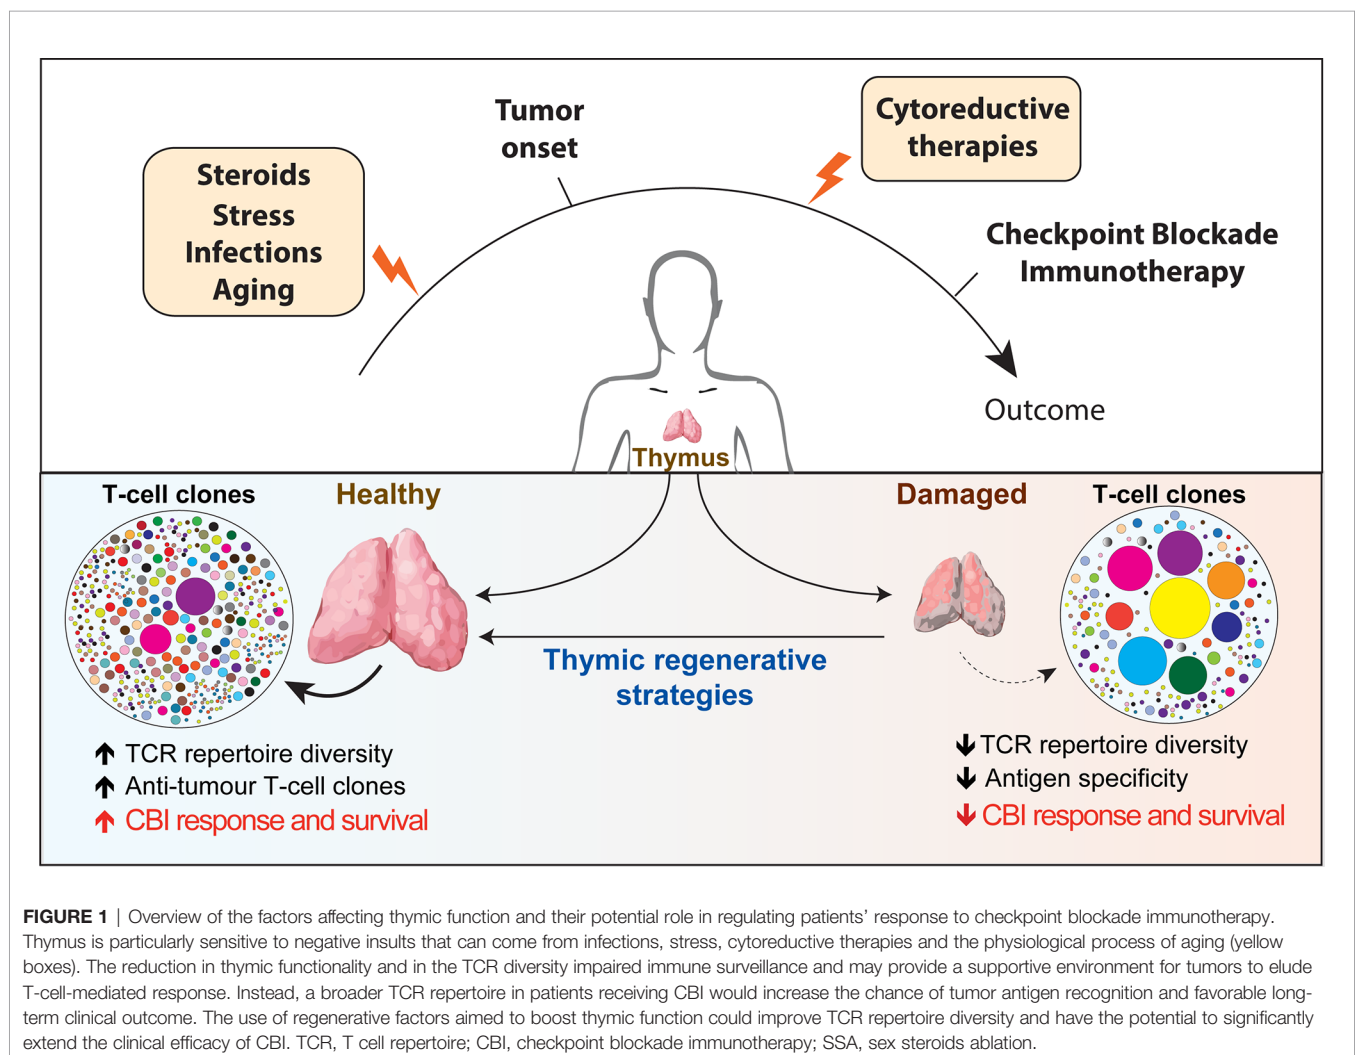 Tumor
onset
Cytoreductive
therapies
Steroids
Stress
Infections
Aging
Checkpoint Blockade
Immunotherapy
Outcome
Thymus
T-cell clones
Healthy
Damaged
T-cell clones
Thymic regenerative
strategies
TCR repertoire diversity
Anti-tumour T-cell clones
CBI response and survival
TCR repertoire diversity
Antigen specificity
CBI response and survival
FIGURE 1 | Overview of the factors affecting thymic function and their potential role in regulating patients’ response to checkpoint blockade immunotherapy.
Thymus is particularly sensitive to negative insults that can come from infections, stress, cytoreductive therapies and the physiological process of aging (yellow
boxes). The reduction in thymic functionality and in the TCR diversity impaired immune surveillance and may provide a supportive environment for tumors to elude
T-cell-mediated response. Instead, a broader TCR repertoire in patients receiving CBI would increase the chance of tumor antigen recognition and favorable long-
term clinical outcome. The use of regenerative factors aimed to boost thymic function could improve TCR repertoire diversity and have the potential to significantly
extend the clinical efficacy of CBI. TCR, T cell repertoire; CBI, checkpoint blockade immunotherapy; SSA, sex steroids ablation.